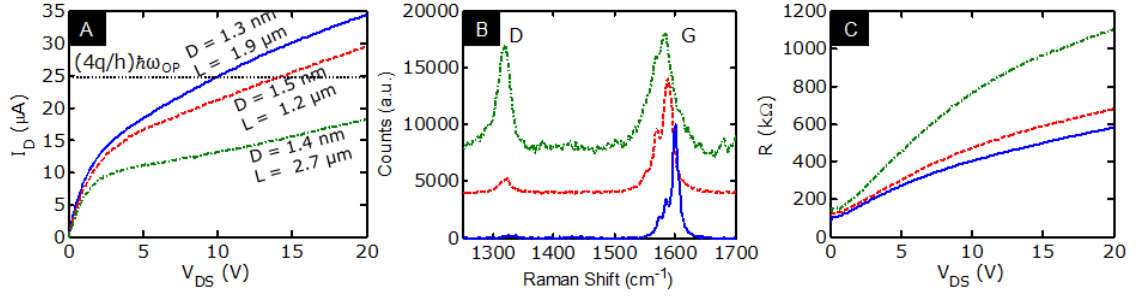 A
35
30
25
20
15
10
5
0
I_D (µA)
(4q/h)ℏω_OP
D = 1.3 nm
L = 1.9 µm
D = 1.5 nm
L = 1.2 µm
D = 1.4 nm
L = 2.7 µm
0 5 10 15 20
V_DS (V)
B
D
G
20000
15000
10000
5000
0
Counts (a.u.)
1300 1400 1500 1600 1700
Raman Shift (cm⁻¹)
C
1200
1000
800
600
400
200
0
R (kΩ)
0 5 10 15 20
V_DS (V)